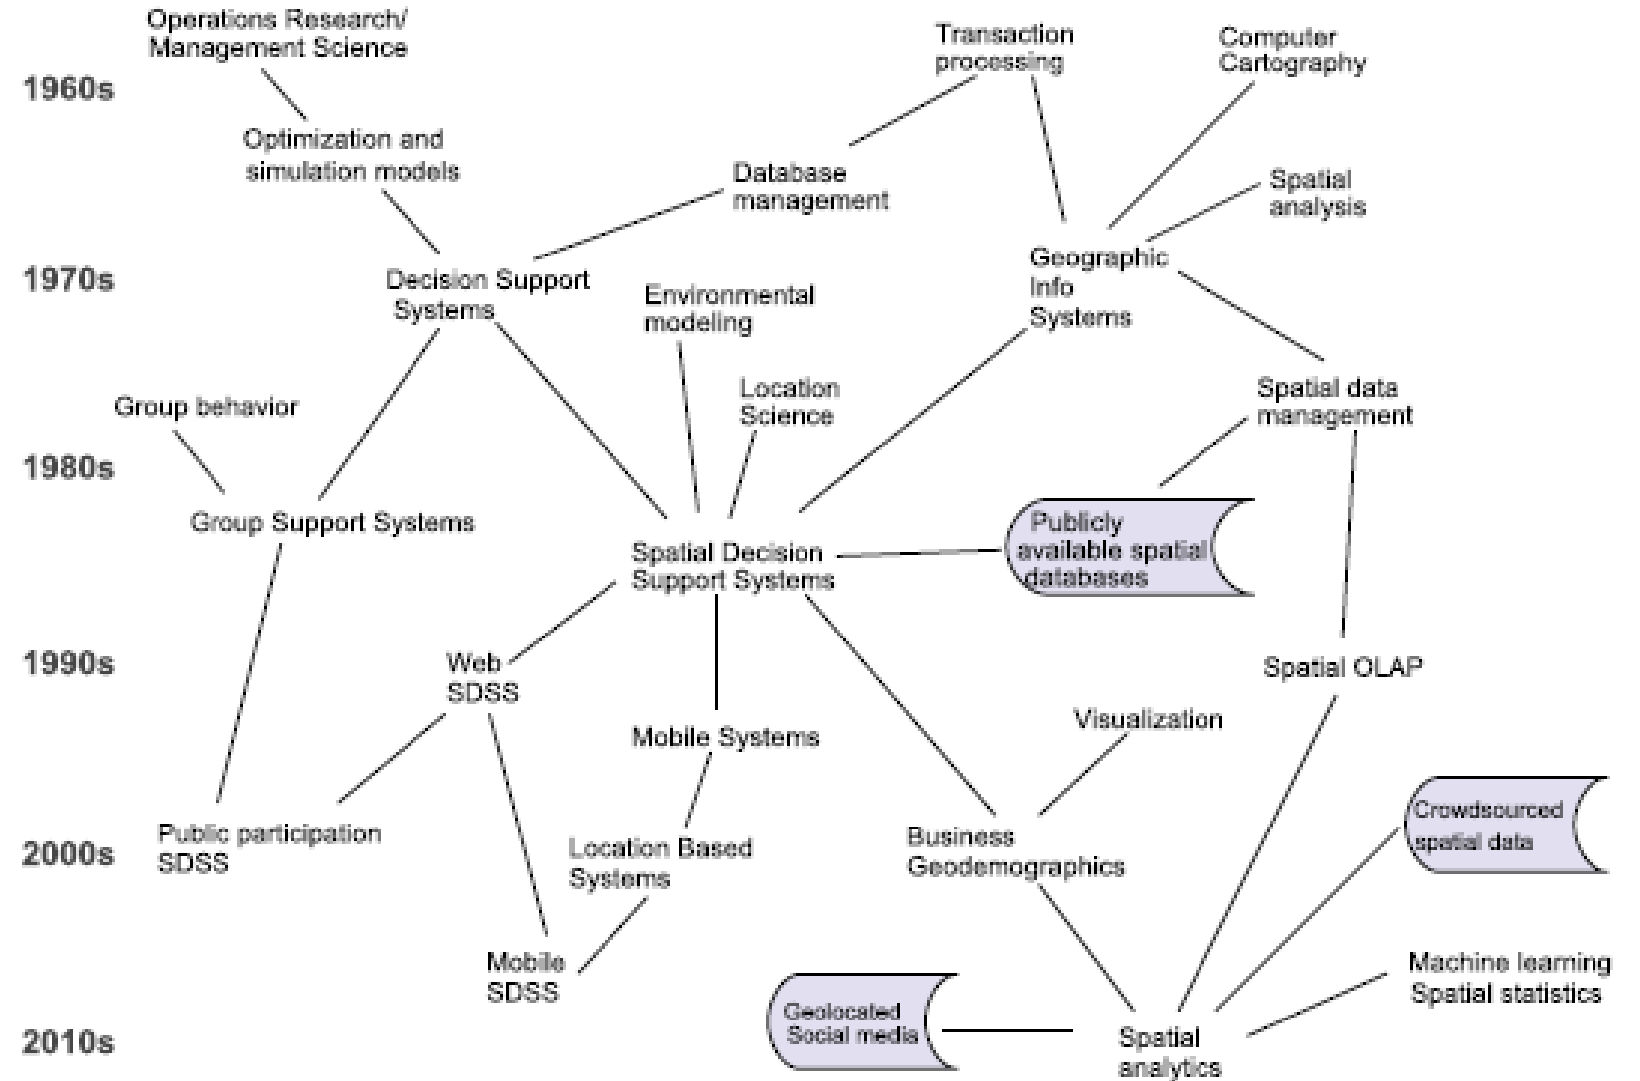 Operations Research/
Management Science
Transaction
processing
Computer
Cartography
1960s
Optimization and
simulation models
Database
management
Spatial
analysis
1970s
Decision Support
Systems
Environmental
modeling
Geographic
Info
Systems
Group behavior
Location
Science
Spatial data
management
1980s
Group Support Systems
Spatial Decision
Support Systems
Publicly
available spatial
databases
1990s
Web
SDSS
Spatial OLAP
Mobile Systems
Visualization
2000s
Public participation
SDSS
Location Based
Systems
Business
Geodemographics
Crowdsourced
spatial data
Mobile
SDSS
Machine learning
Spatial statistics
2010s
Geolocated
Social media
Spatial
analytics